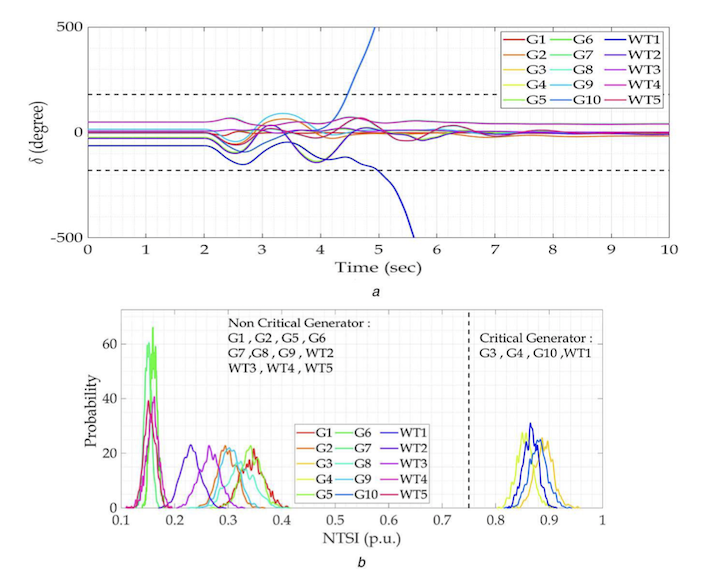 500
G1 G6 WT1
G2 G7 WT2
G3 G8 WT3
G4 G9 WT4
G5 G10 WT5
δ (degree)
0
-500
0 1 2 3 4 5 6 7 8 9 10
Time (sec)
a
Non Critical Generator :
G1 , G2 , G5 , G6
G7 ,G8 , G9 , WT2
WT3 , WT4 , WT5
Critical Generator :
G3 , G4 , G10 ,WT1
60
40
20
0
Probability
G1 G6 WT1
G2 G7 WT2
G3 G8 WT3
G4 G9 WT4
G5 G10 WT5
0.1 0.2 0.3 0.4 0.5 0.6 0.7 0.8 0.9 1
NTSI (p.u.)
b